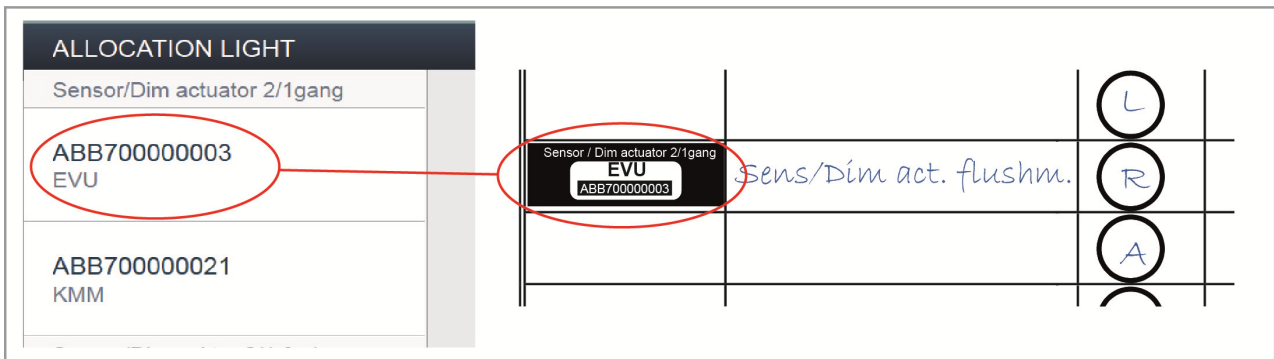 ALLOCATION LIGHT
Sensor/Dim actuator 2/1gang
ABB700000003
EVU
ABB700000021
KMM
L
Sensor / Dim actuator 2/1gang
EVU
ABB700000003
Sens/Dim act. flushm.
R
A